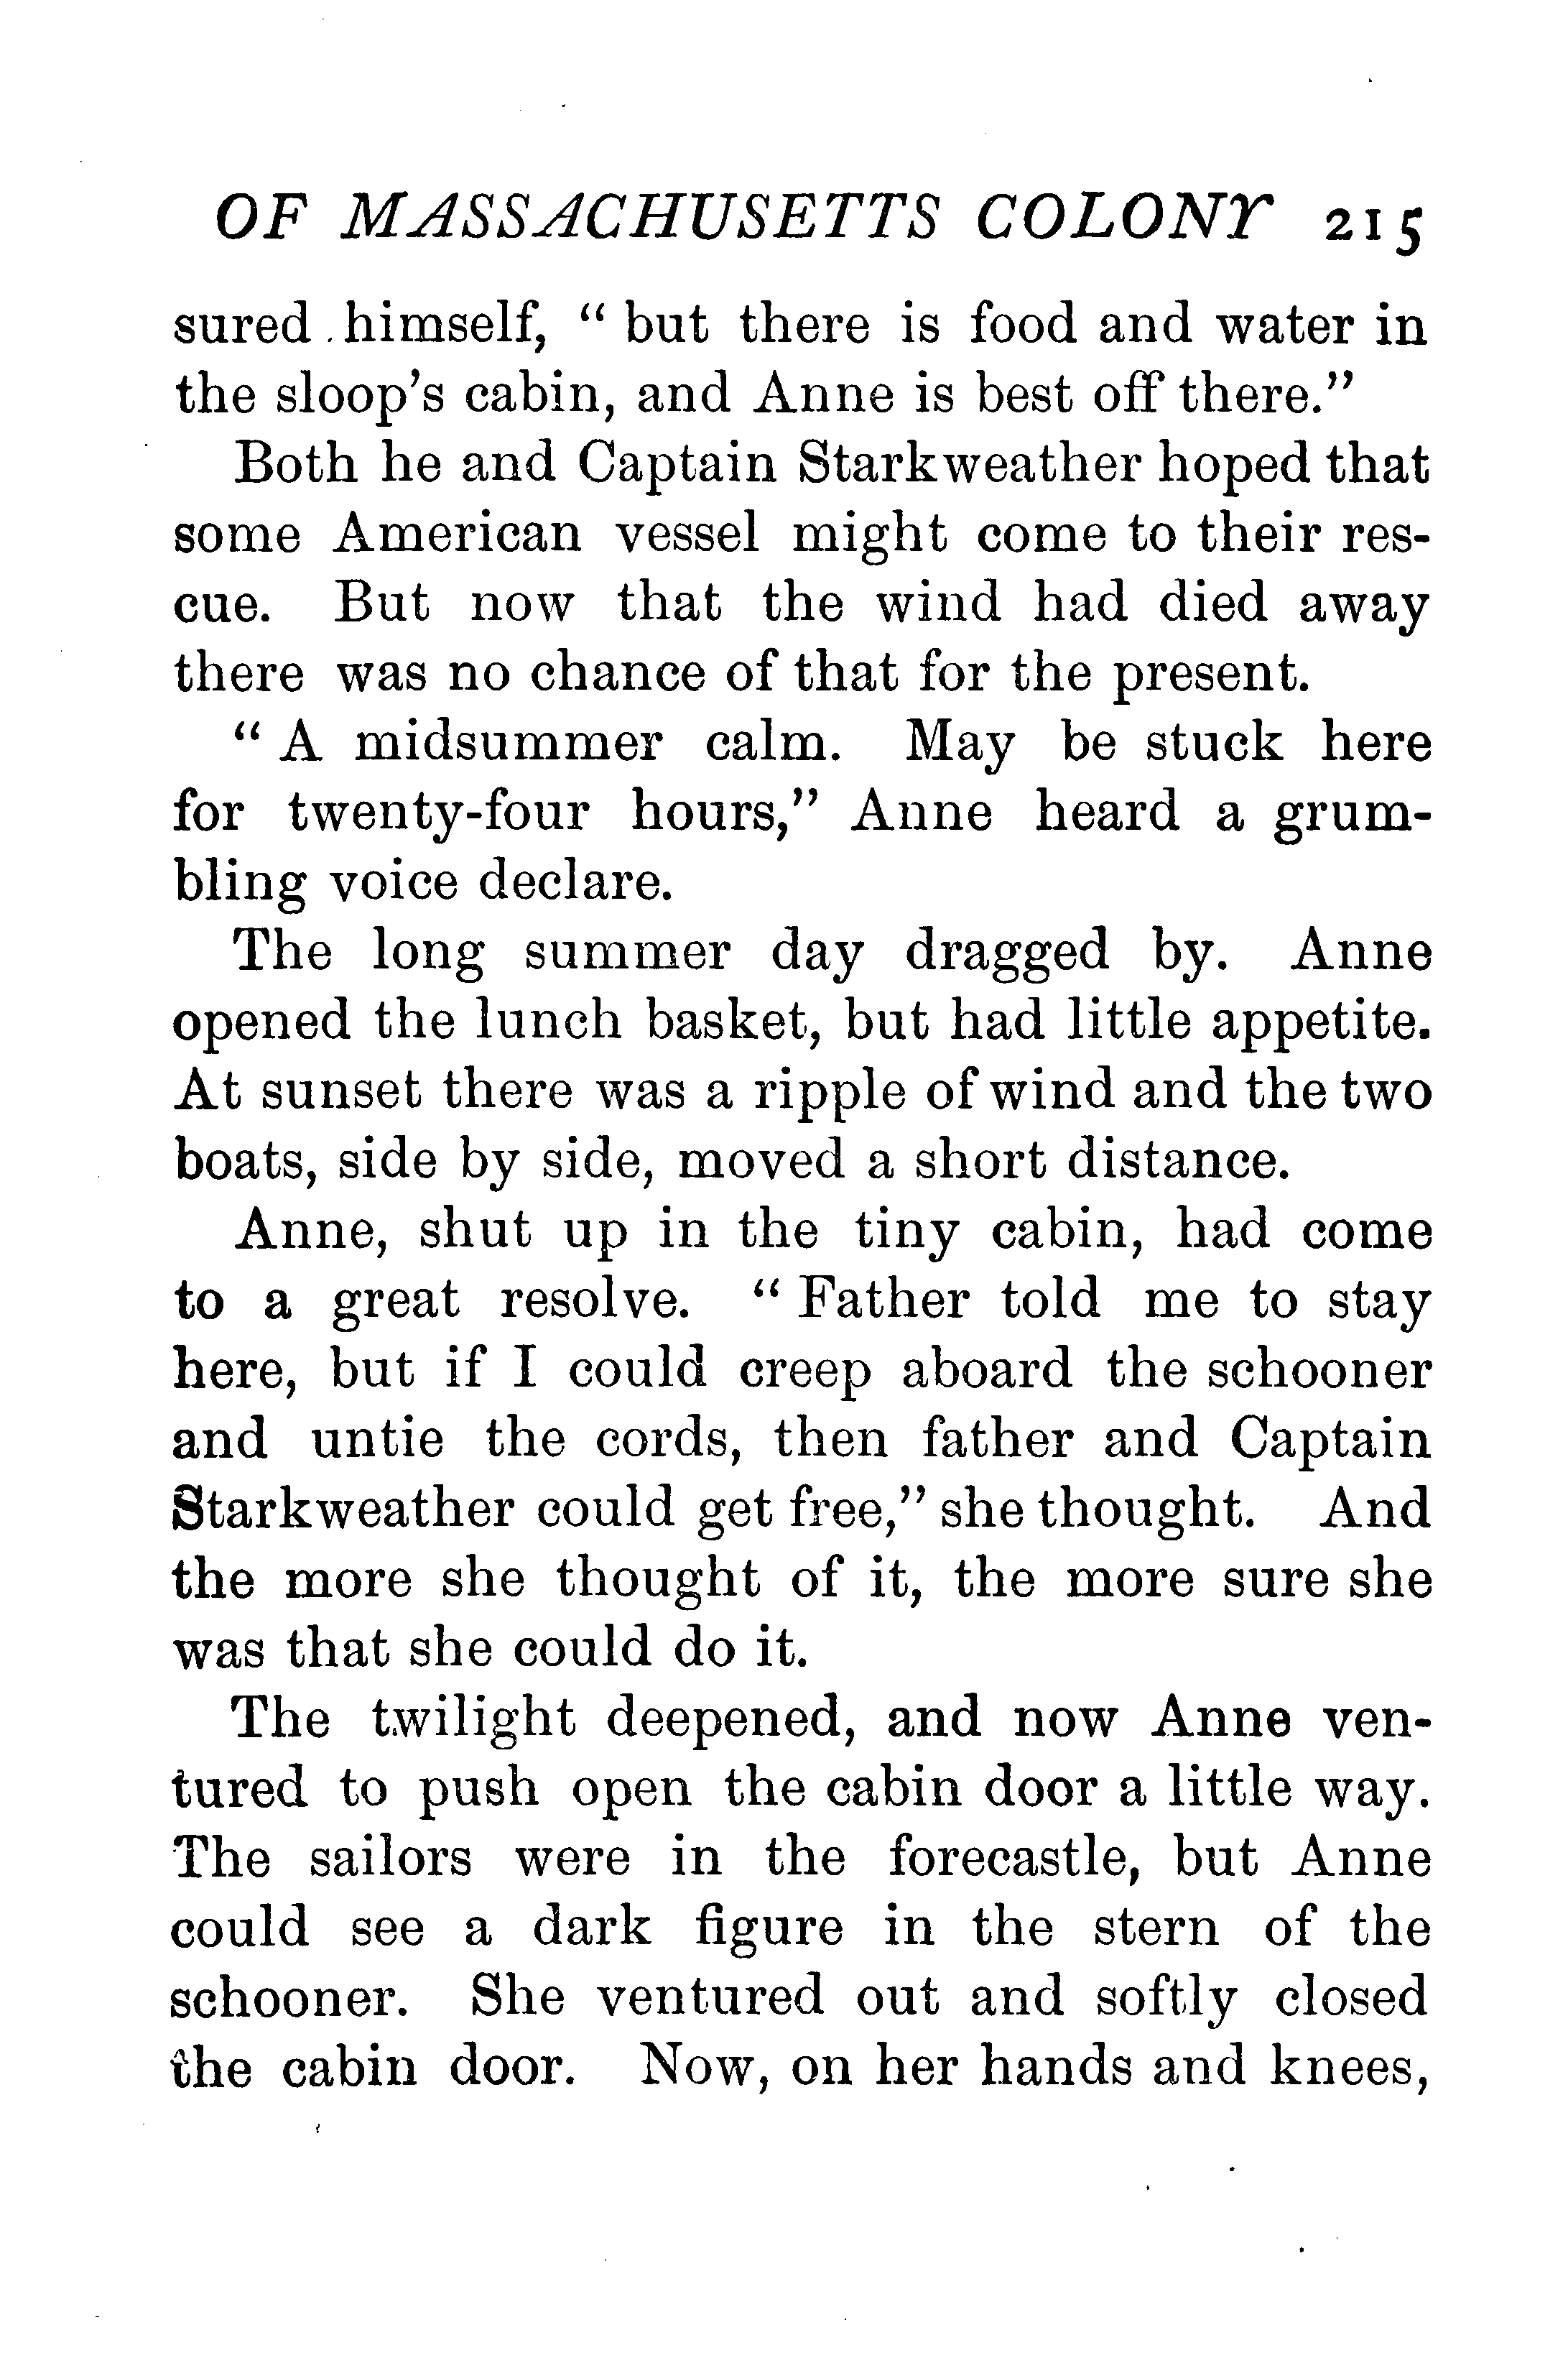 OF MASSACHUSETTS COLONY 215
sured himself, “ but there is food and water in
the sloop’s cabin, and Anne is best off there.”
Both he and Captain Starkweather hoped that
some American vessel might come to their res-
cue. But now that the wind had died away
there was no chance of that for the present.
“ A midsummer calm. May be stuck here
for twenty-four hours,” Anne heard a grum-
bling voice declare.
The long summer day dragged by. Anne
opened the lunch basket, but had little appetite.
At sunset there was a ripple of wind and the two
boats, side by side, moved a short distance.
Anne, shut up in the tiny cabin, had come
to a great resolve. “ Father told me to stay
here, but if I could creep aboard the schooner
and untie the cords, then father and Captain
Starkweather could get free,” she thought. And
the more she thought of it, the more sure she
was that she could do it.
The twilight deepened, and now Anne ven-
tured to push open the cabin door a little way.
The sailors were in the forecastle, but Anne
could see a dark figure in the stern of the
schooner. She ventured out and softly closed
the cabin door. Now, on her hands and knees,